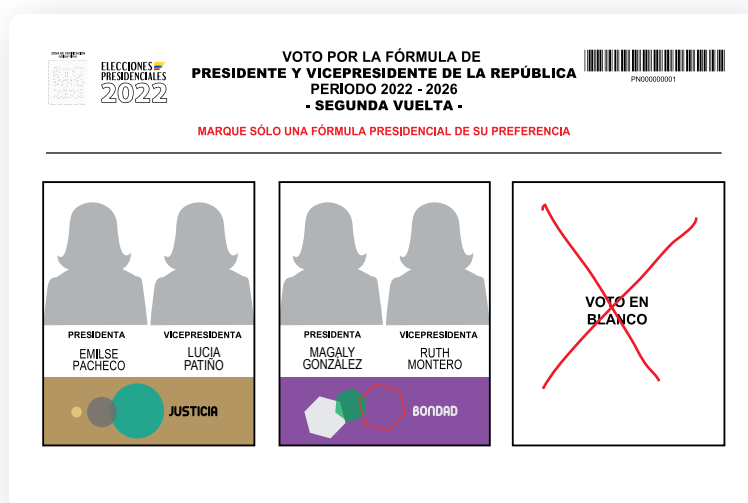 ELECCIONES
PRESIDENCIALES
2022
VOTO POR LA FÓRMULA DE
PRESIDENTE Y VICEPRESIDENTE DE LA REPÚBLICA
PERIODO 2022 - 2026
- SEGUNDA VUELTA -
PN000000001
MARQUE SÓLO UNA FÓRMULA PRESIDENCIAL DE SU PREFERENCIA
PRESIDENTA
EMILSE
PACHECO
VICEPRESIDENTA
LUCIA
PATIÑO
JUSTICIA
PRESIDENTA
MAGALY
GONZÁLEZ
VICEPRESIDENTA
RUTH
MONTERO
BONDAD
VOTO EN
BLANCO